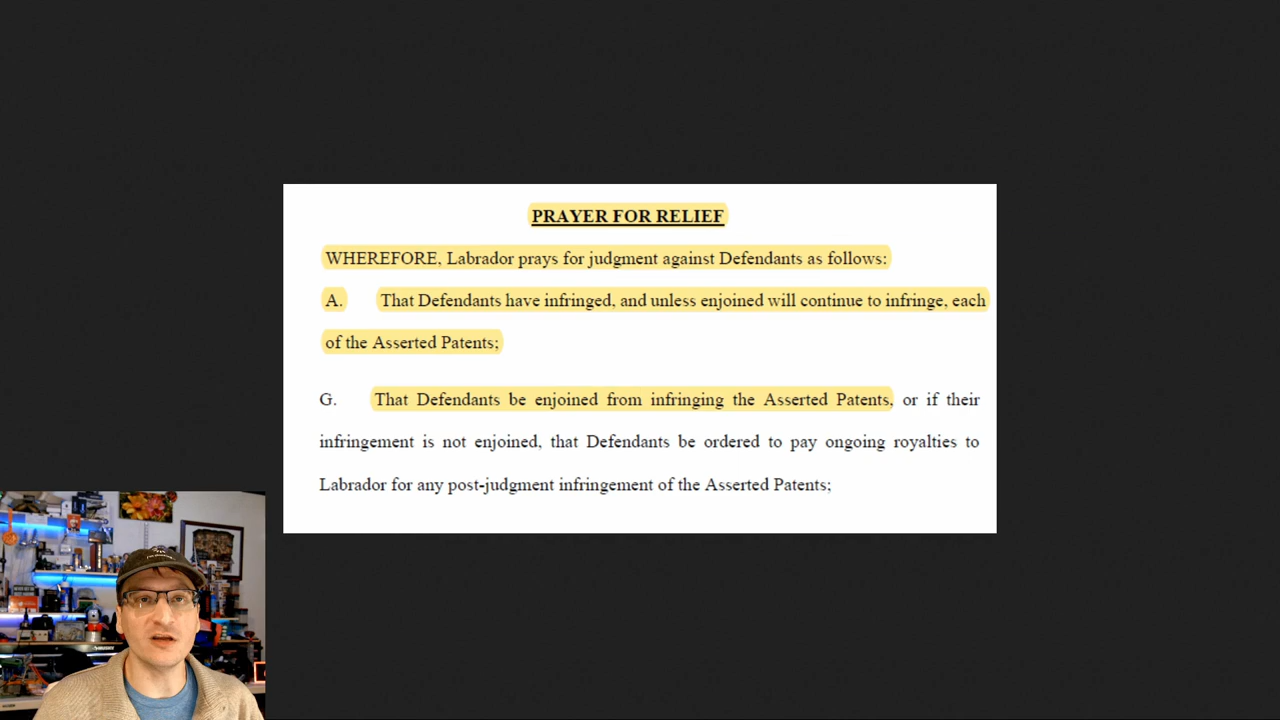 PRAYER FOR RELIEF
WHEREFORE, Labrador prays for judgment against Defendants as follows:
A. That Defendants have infringed, and unless enjoined will continue to infringe, each
of the Asserted Patents;
G. That Defendants be enjoined from infringing the Asserted Patents, or if their
infringement is not enjoined, that Defendants be ordered to pay ongoing royalties to
Labrador for any post-judgment infringement of the Asserted Patents;